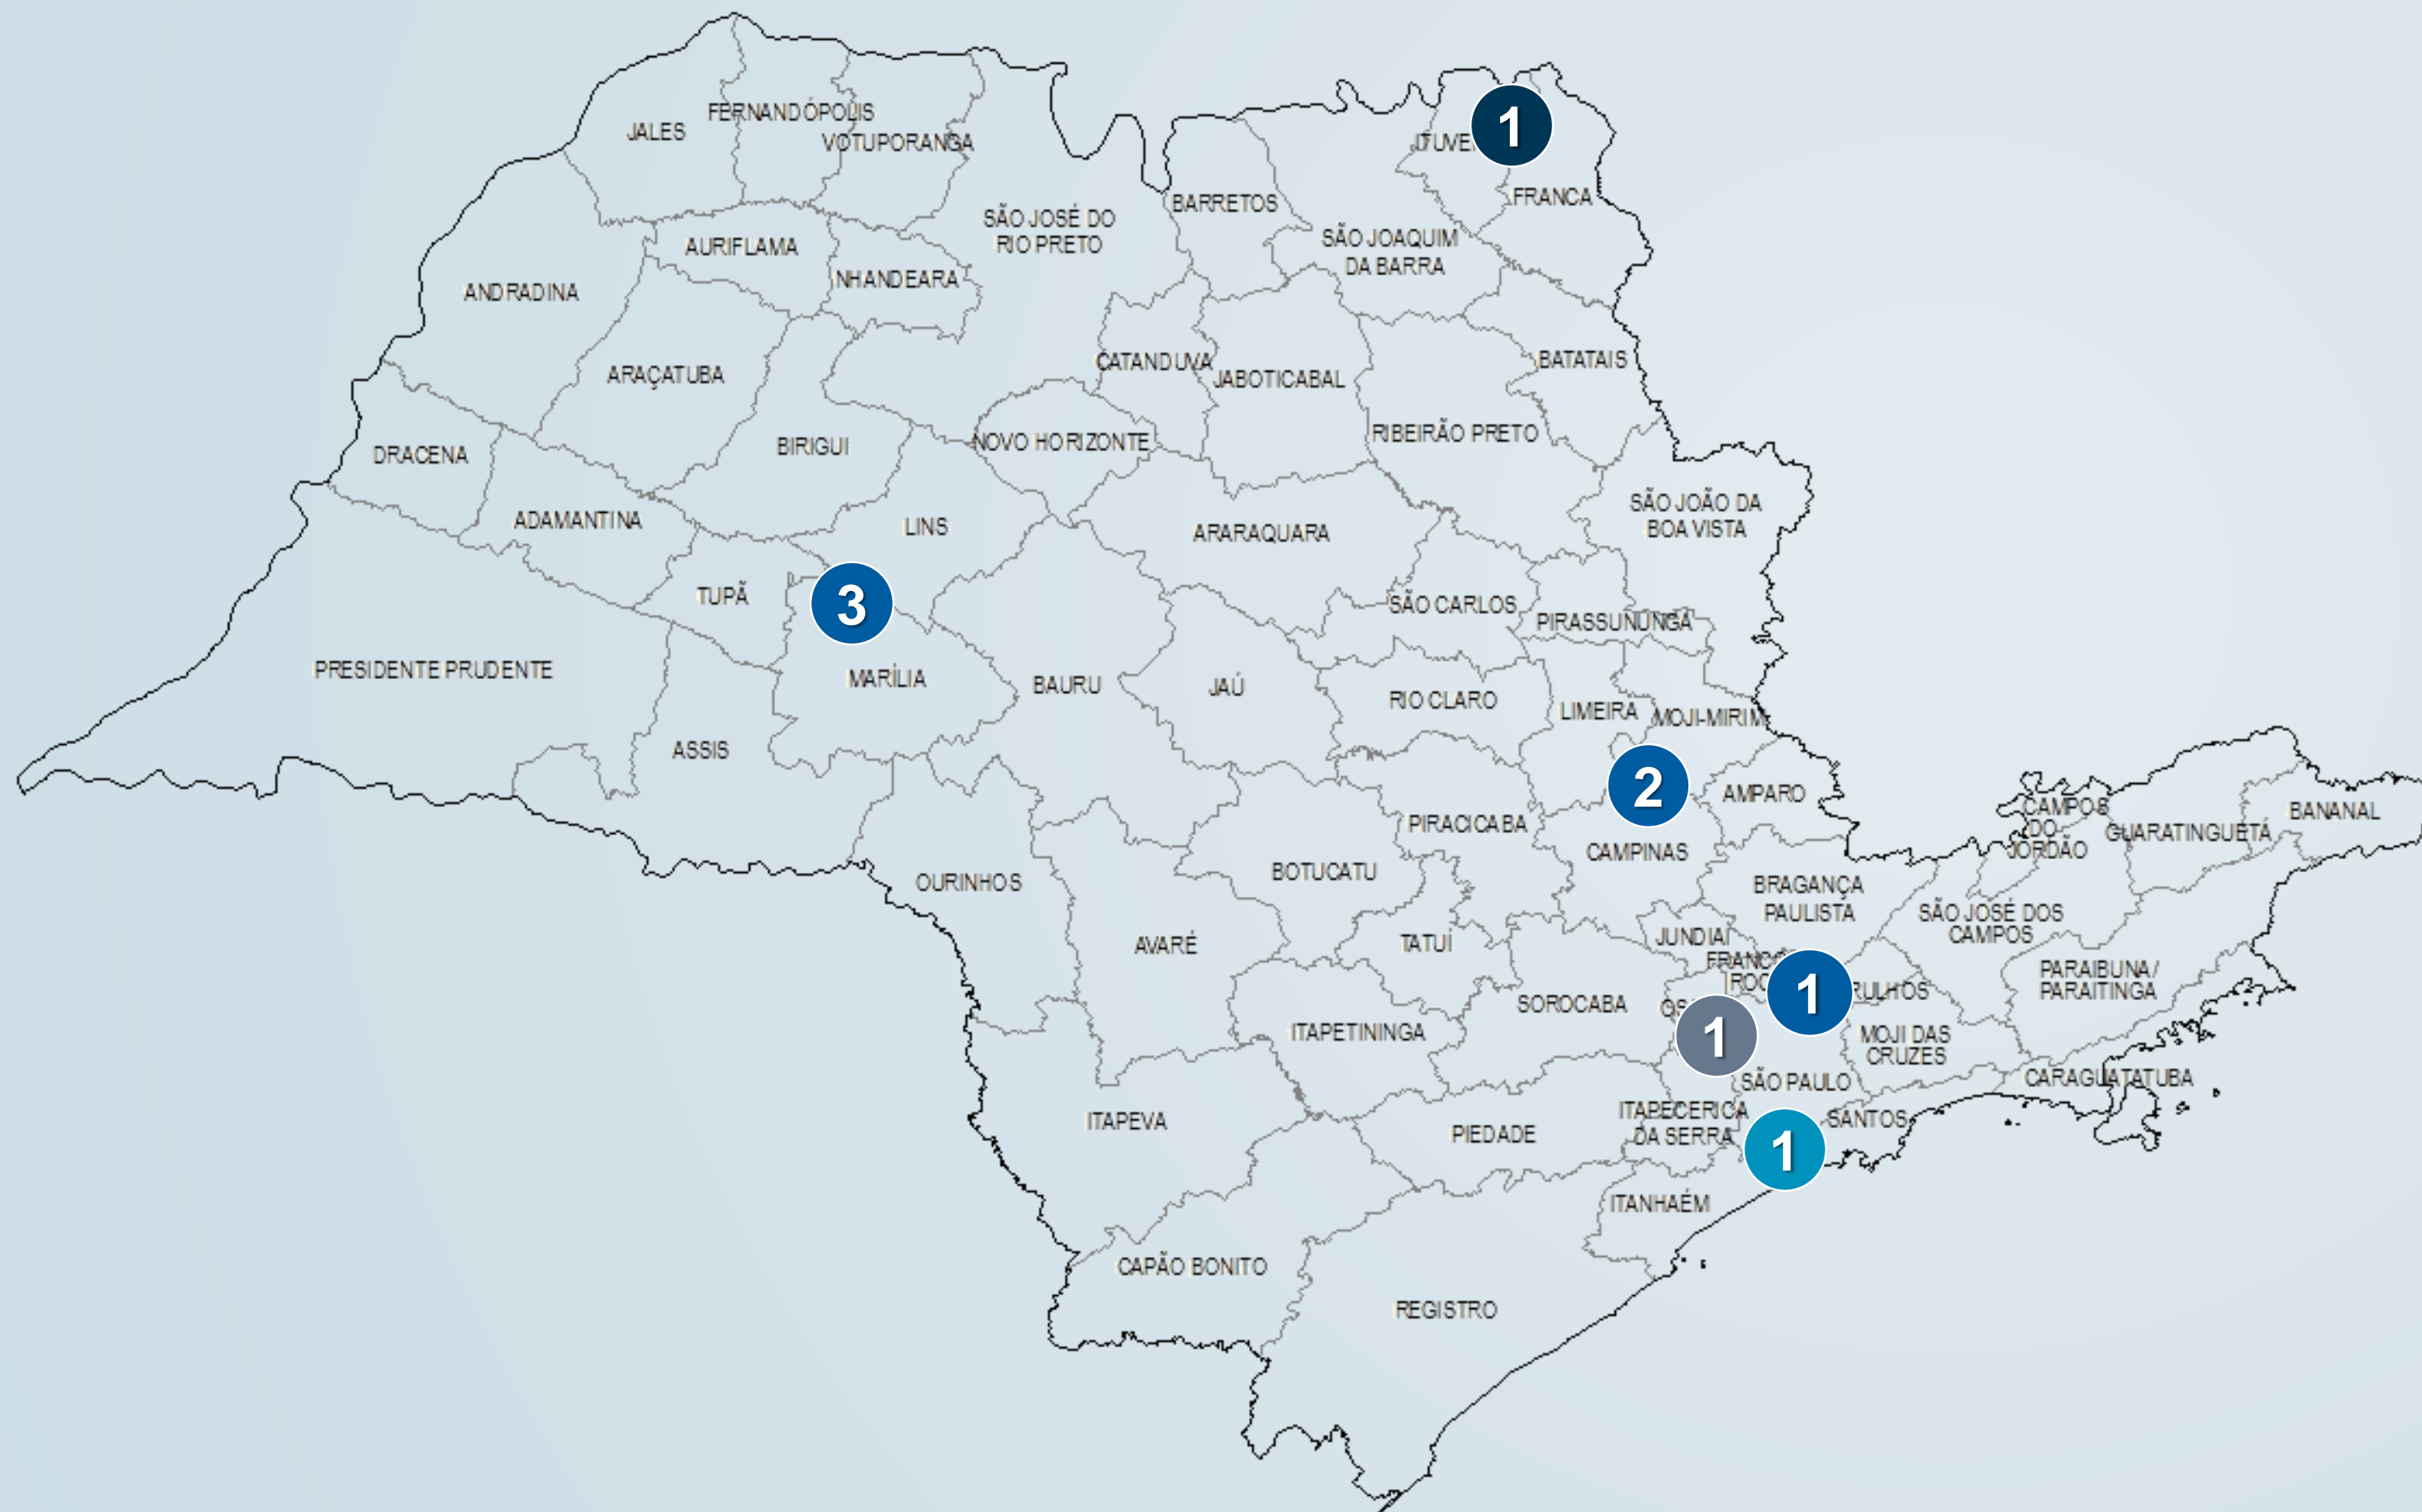 FERNANDÓPOLIS
JALES
VOTUPORANGA
1
FRANCA
BARRETOS
SÃO JOSÉ DO
RIO PRETO
SÃO JOAQUIM
DA BARRA
AURIFLAMA
NHANDEARA
ANDRADINA
BATATAIS
CATANDUVA
ARAÇATUBA
JABOTICABAL
RIBEIRÃO PRETO
NOVO HORIZONTE
BIRIGUI
DRACENA
SÃO JOÃO DA
BOA VISTA
ADAMANTINA
LINS
ARARAQUARA
TUPÃ
3
SÃO CARLOS
PIRASSUNUNGA
PRESIDENTE PRUDENTE
MARÍLIA
BAURU
JAÚ
RIO CLARO
LIMEIRA
MOJI-MIRIM
ASSIS
2
AMPARO
CAMPOS
DO
JORDÃO
BANANAL
GUARATINGUETÁ
PIRACICABA
CAMPINAS
BOTUCATU
OURINHOS
BRAGANÇA
PAULISTA
SÃO JOSÉ DOS
CAMPOS
JUNDIAÍ
TATUÍ
AVARÉ
PARAIBUNA/
PARAITINGA
1
SOROCABA
ITAPETININGA
1
MOJI DAS
CRUZES
SÃO PAULO
CARAGUATATUBA
ITAPECERICA
DA SERRA
SANTOS
ITAPEVA
PIEDADE
1
ITANHAÉM
CAPÃO BONITO
REGISTRO